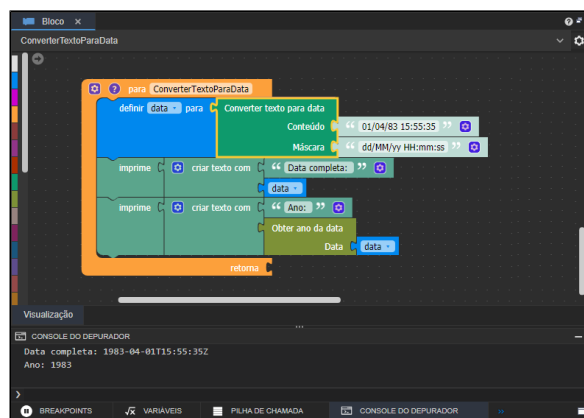 Bloco ×
ConverterTextoParaData
? para ConverterTextoParaData
definir data para Converter texto para data
Conteúdo “ 01/04/83 15:55:35 ”
Máscara “ dd/MM/yy HH:mm:ss ”
imprime criar texto com “ Data completa: ”
data
imprime criar texto com “ Ano: ”
Obter ano da data
Data data
retorna
Visualização
CONSOLE DO DEPURADOR
Data completa: 1983-04-01T15:55:35Z
Ano: 1983
>
BREAKPOINTS VARIÁVEIS PILHA DE CHAMADA CONSOLE DO DEPURADOR